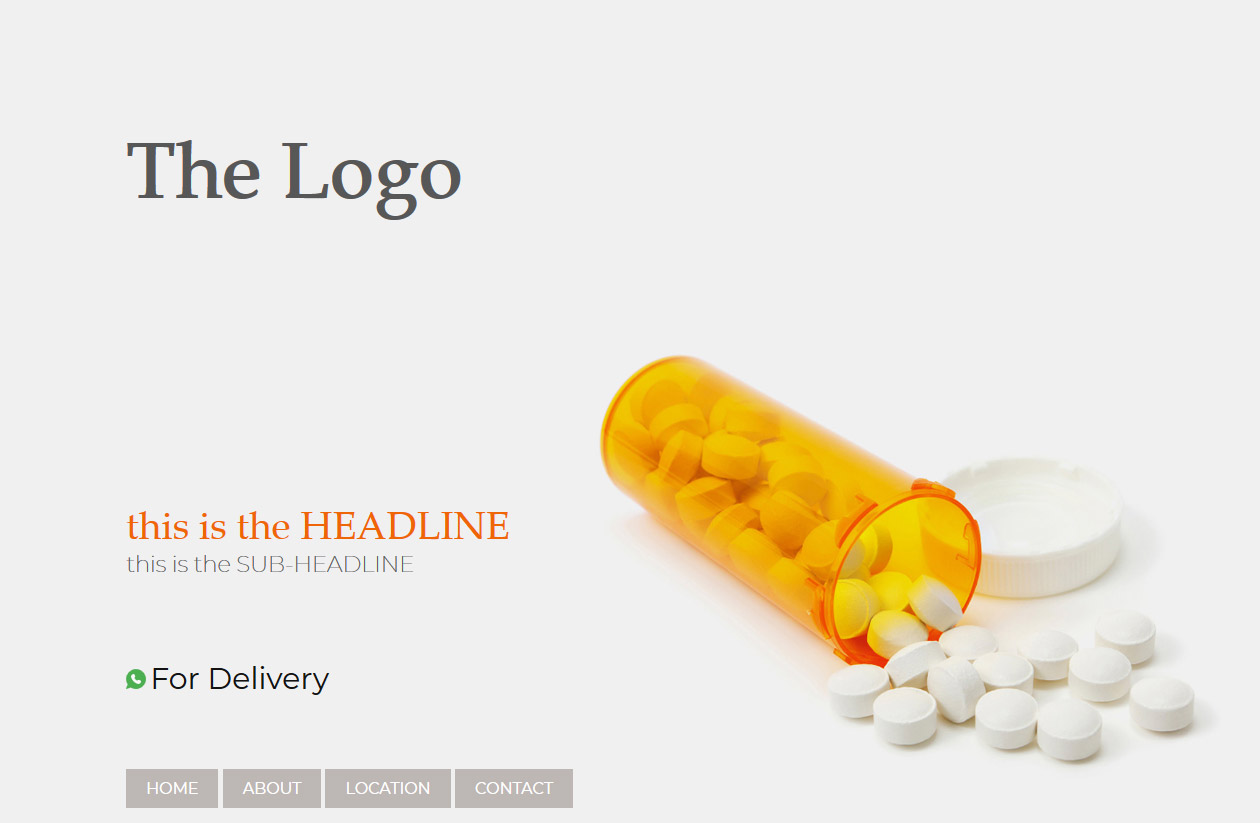 The Logo
this is the HEADLINE
this is the SUB-HEADLINE
For Delivery
HOME ABOUT LOCATION CONTACT